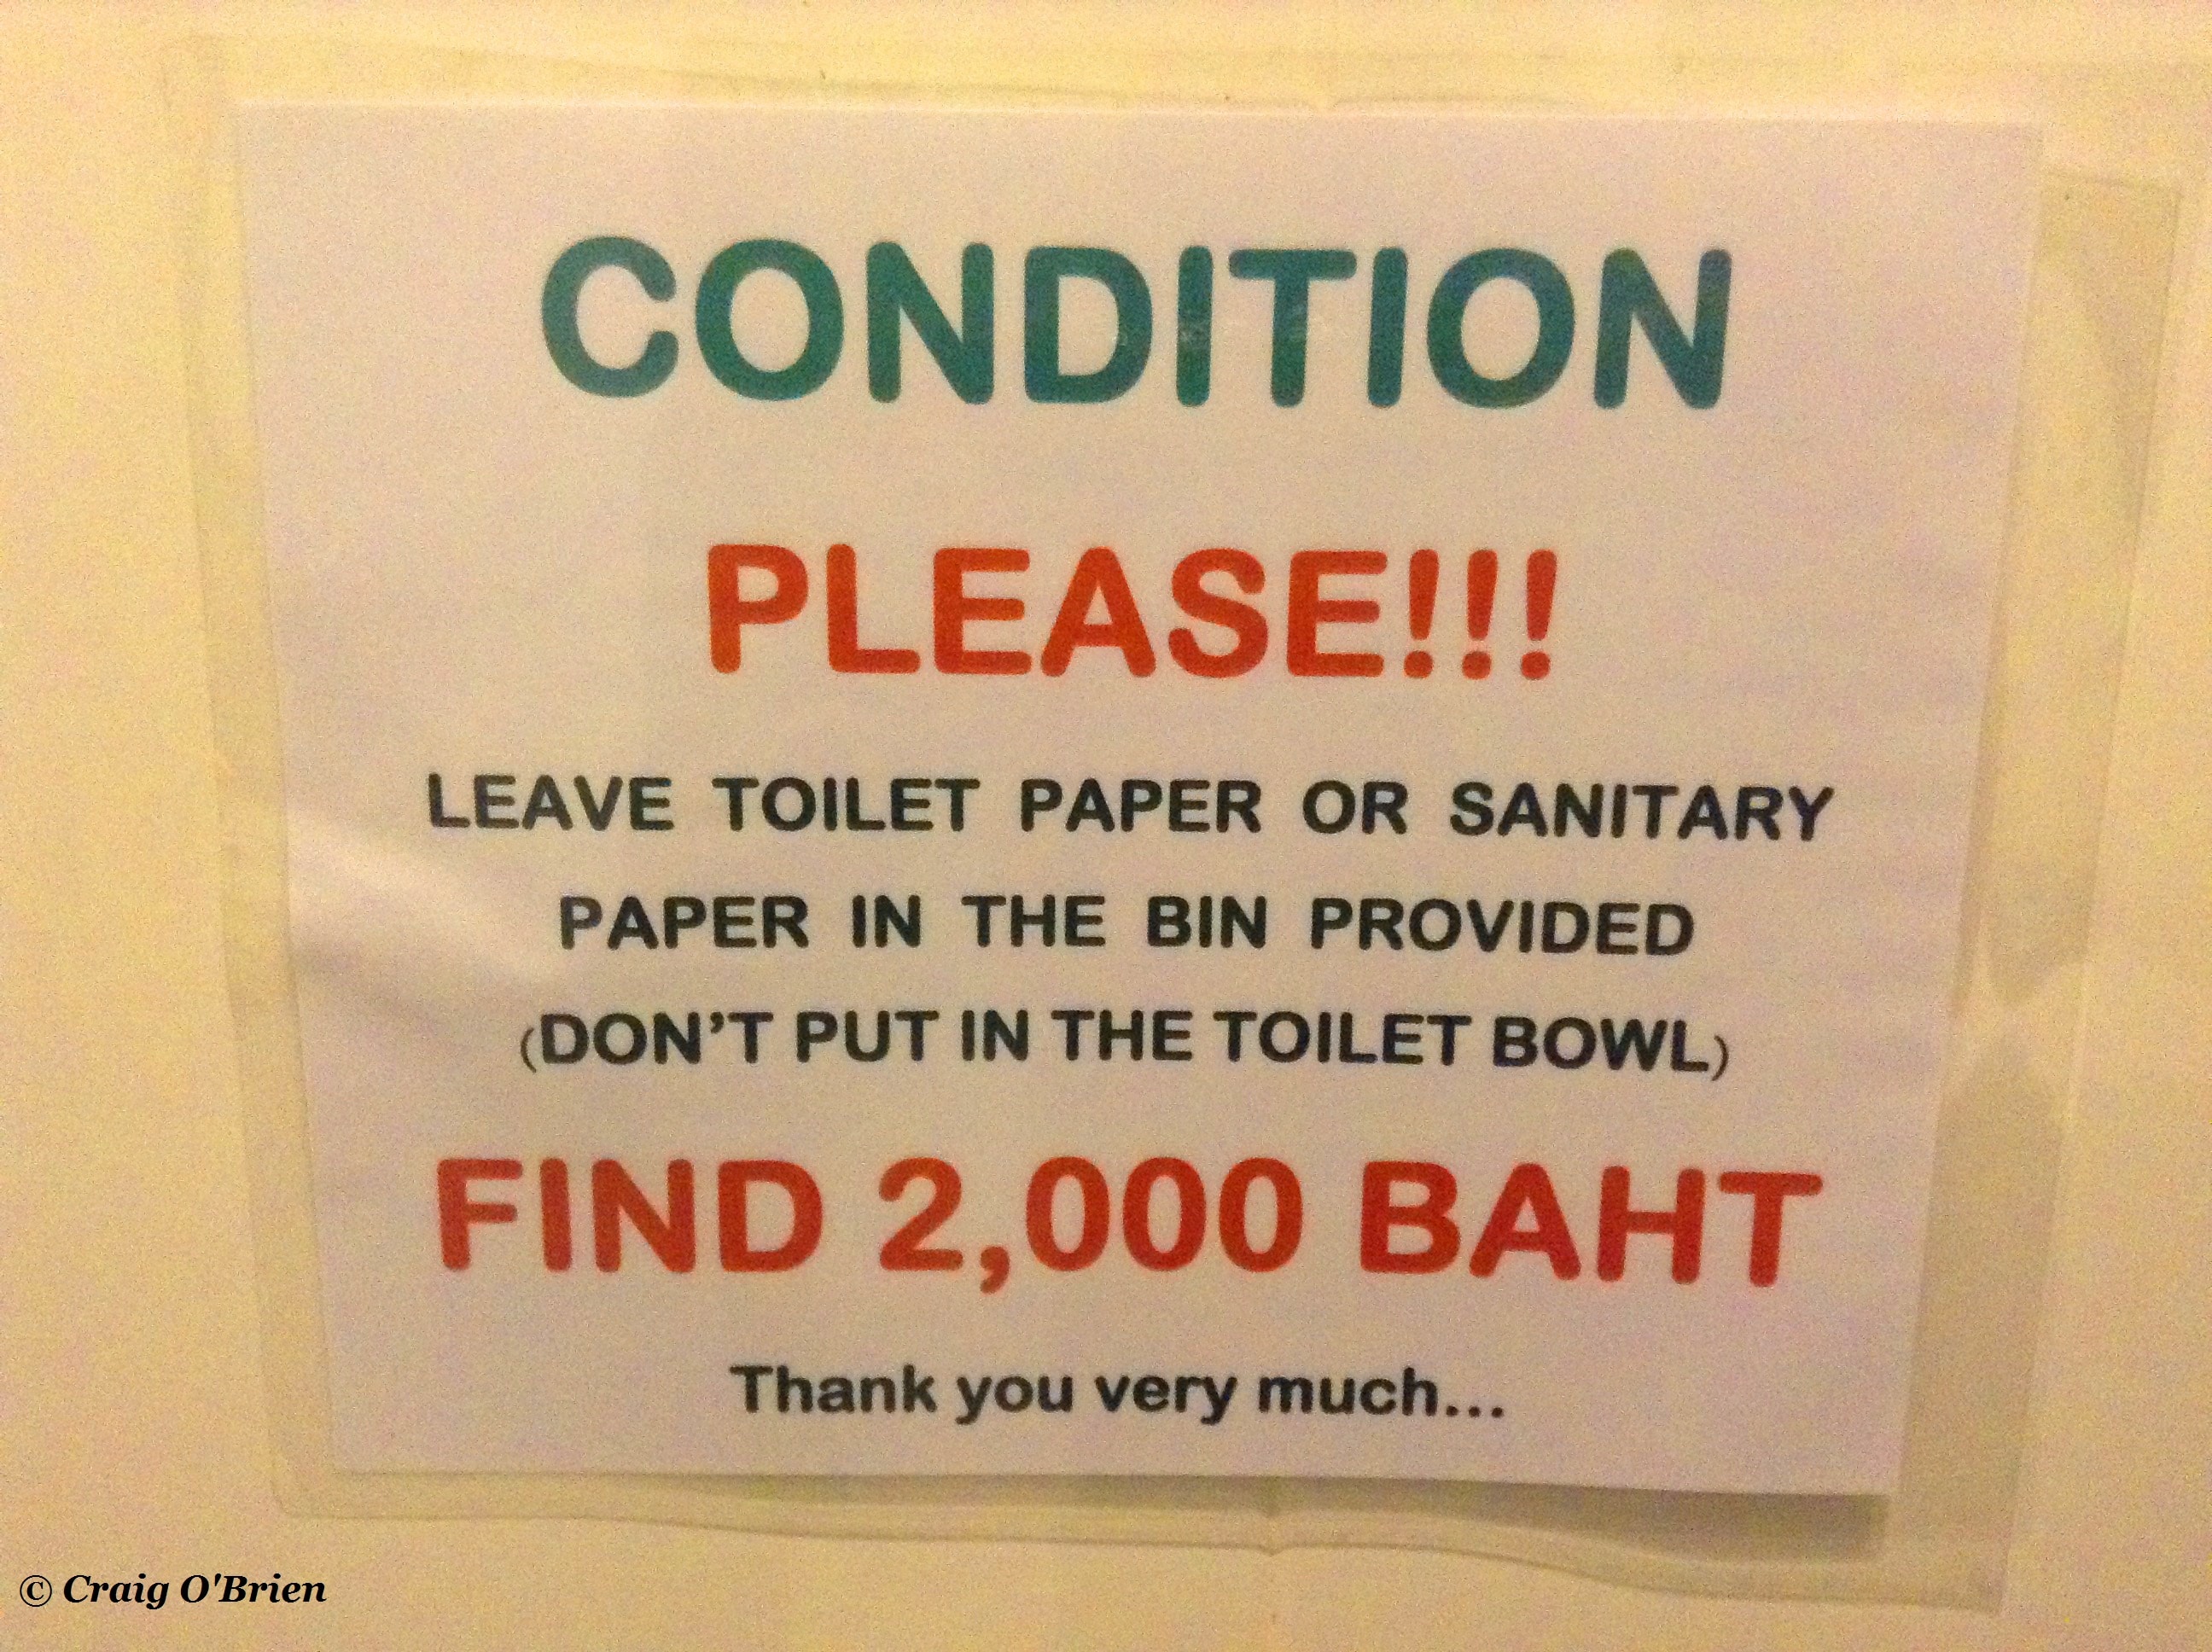 CONDITION
PLEASE!!!
LEAVE TOILET PAPER OR SANITARY
PAPER IN THE BIN PROVIDED
(DON'T PUT IN THE TOILET BOWL)
FIND 2,000 BAHT
Thank you very much...
© Craig O'Brien